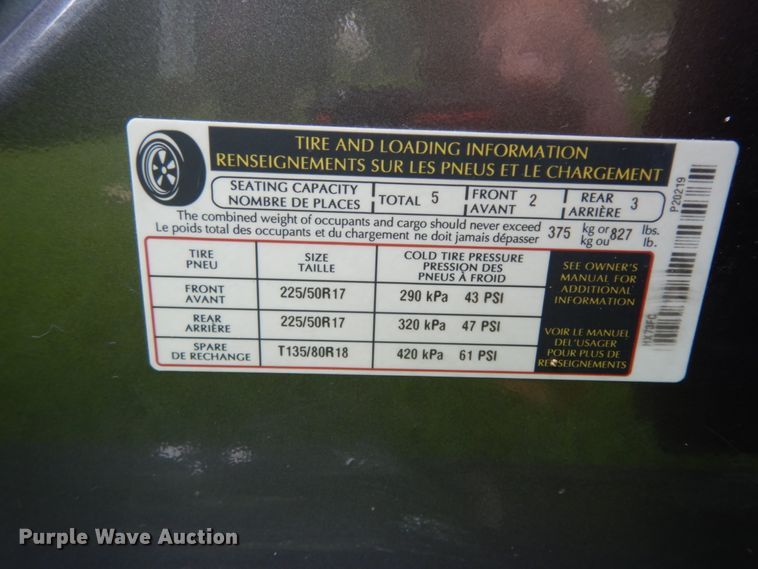 TIRE AND LOADING INFORMATION
RENSEIGNEMENTS SUR LES PNEUS ET LE CHARGEMENT
SEATING CAPACITY
NOMBRE DE PLACES
TOTAL 5
FRONT
AVANT 2
REAR
ARRIÈRE 3
The combined weight of occupants and cargo should never exceed 375 kg or 827 lbs.
Le poids total des occupants et du chargement ne doit jamais dépasser kg ou lb.
TIRE
PNEU
SIZE
TAILLE
COLD TIRE PRESSURE
PRESSION DES
PNEUS À FROID
SEE OWNER'S
MANUAL FOR
ADDITIONAL
INFORMATION
FRONT
AVANT
225/50R17
290 kPa 43 PSI
REAR
ARRIÈRE
225/50R17
320 kPa 47 PSI
VOIR LE MANUEL
DEL'USAGER
POUR PLUS DE
RENSEIGNEMENTS
SPARE
DE RECHANGE
T135/80R18
420 kPa 61 PSI
P20219
HX73FC
Purple Wave Auction